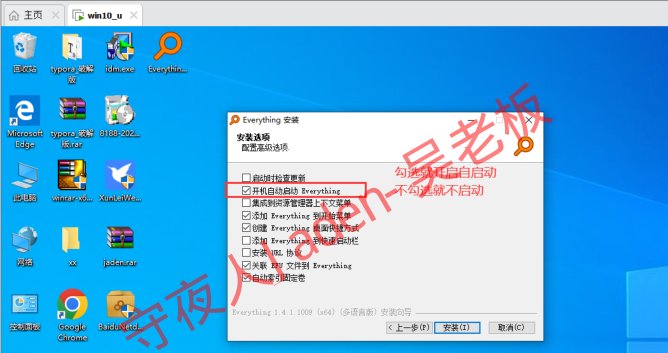 主页
win10_u
回收站
typora_破解版
idm.exe
Everythin...
Microsoft Edge
typora_破解版.rar
8188-202...
此电脑
winrar-x6...
XunLeiWe...
网络
xx
jaden.rar
控制面板
Google Chrome
BaiduNetd...
Everything 安装
安装选项
配置高级选项.
启动时检查更新
开机自动启动 Everything
集成到资源管理器上下文菜单
添加 Everything 到开始菜单
创建 Everything 桌面快捷方式
添加 Everything 到快速启动栏
安装 URL 协议
关联 EFU 文件到 Everything
自动索引固定卷
Everything 1.4.1.1009 (x64) (多语言版) 安装向导
< 上一步(P)
安装(I)
取消(C)
勾选就开启自启动
不勾选就不启动
守夜人Jaden-吴老板